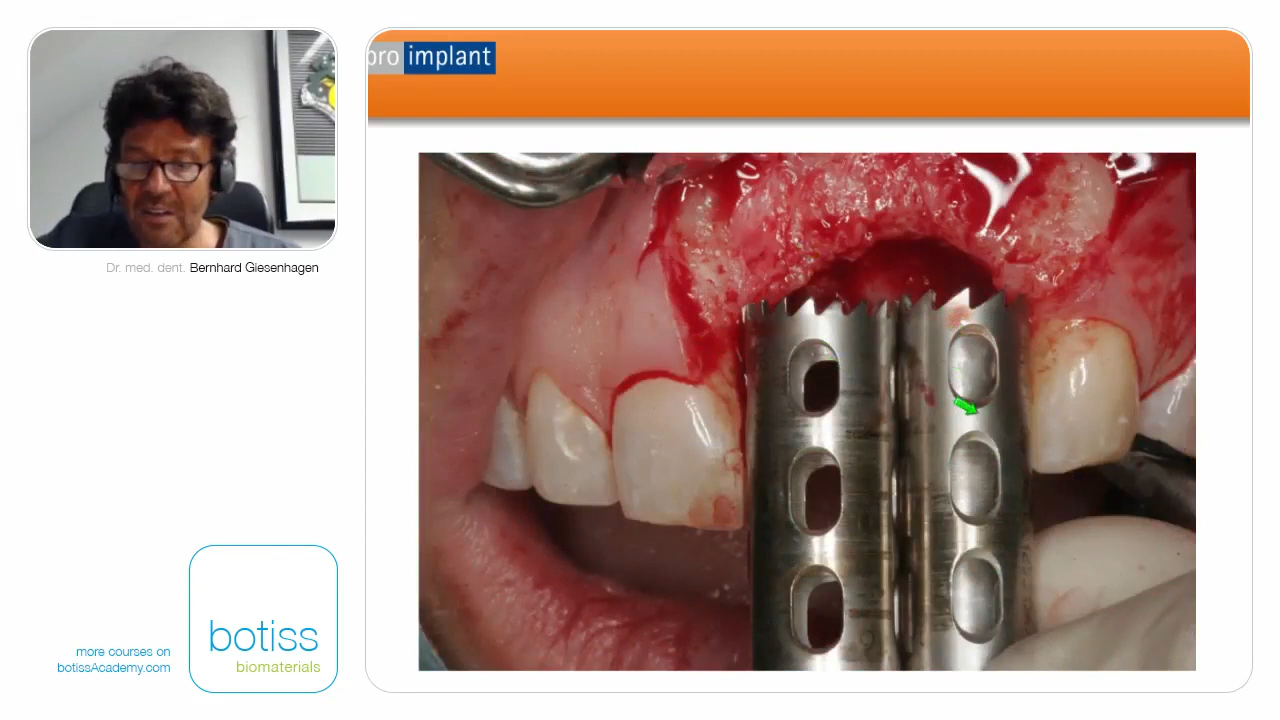 pro implant
Dr. med. dent. Bernhard Giesenhagen
more courses on
botissAcademy.com
botiss
biomaterials